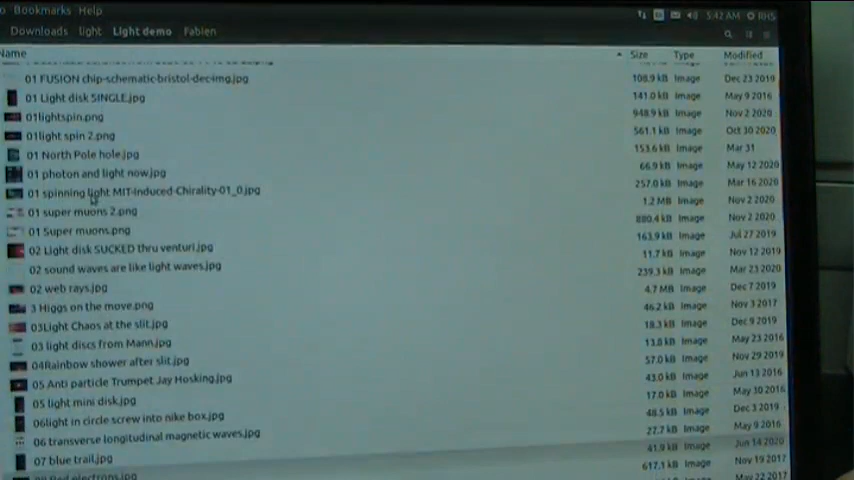 Bookmarks Help
5:42 AM RHS
Downloads light Light demo Fabien
Name Size Type Modified
01 FUSION chip-schematic-bristol-dec-img.jpg 108.9 kB Image Dec 23 2019
01 Light disk SINGLE.jpg 141.0 kB Image May 9 2016
01lightspin.png 948.9 kB Image Nov 2 2020
01light spin 2.png 561.1 kB Image Oct 30 2020
01 North Pole hole.jpg 153.6 kB Image Mar 31
01 photon and light now.jpg 66.9 kB Image May 12 2020
01 spinning light MIT-Induced-Chirality-01_0.jpg 257.0 kB Image Mar 16 2020
01 super muons 2.png 1.2 MB Image Nov 2 2020
01 Super muons.png 880.4 kB Image Nov 2 2020
02 Light disk SUCKED thru venturi.jpg 163.9 kB Image Jul 27 2019
02 sound waves are like light waves.jpg 11.7 kB Image Nov 12 2019
02 web rays.jpg 239.3 kB Image Mar 23 2020
3 Higgs on the move.png 4.7 MB Image Dec 7 2019
03Light Chaos at the slit.jpg 46.2 kB Image Nov 3 2017
03 light discs from Mann.jpg 18.3 kB Image Dec 9 2019
04Rainbow shower after slit.jpg 13.8 kB Image May 23 2016
05 Anti particle Trumpet Jay Hosking.jpg 57.0 kB Image Nov 29 2019
05 light mini disk.jpg 43.0 kB Image Jun 13 2016
06light in circle screw into nike box.jpg 17.0 kB Image May 30 2016
06 transverse longitudinal magnetic waves.jpg 48.5 kB Image Dec 3 2019
07 blue trail.jpg 27.7 kB Image May 9 2016
08 Red electrons.jpg 41.9 kB Image Jun 14 2020
617.1 kB Image Nov 19 2017
Image May 22 2017